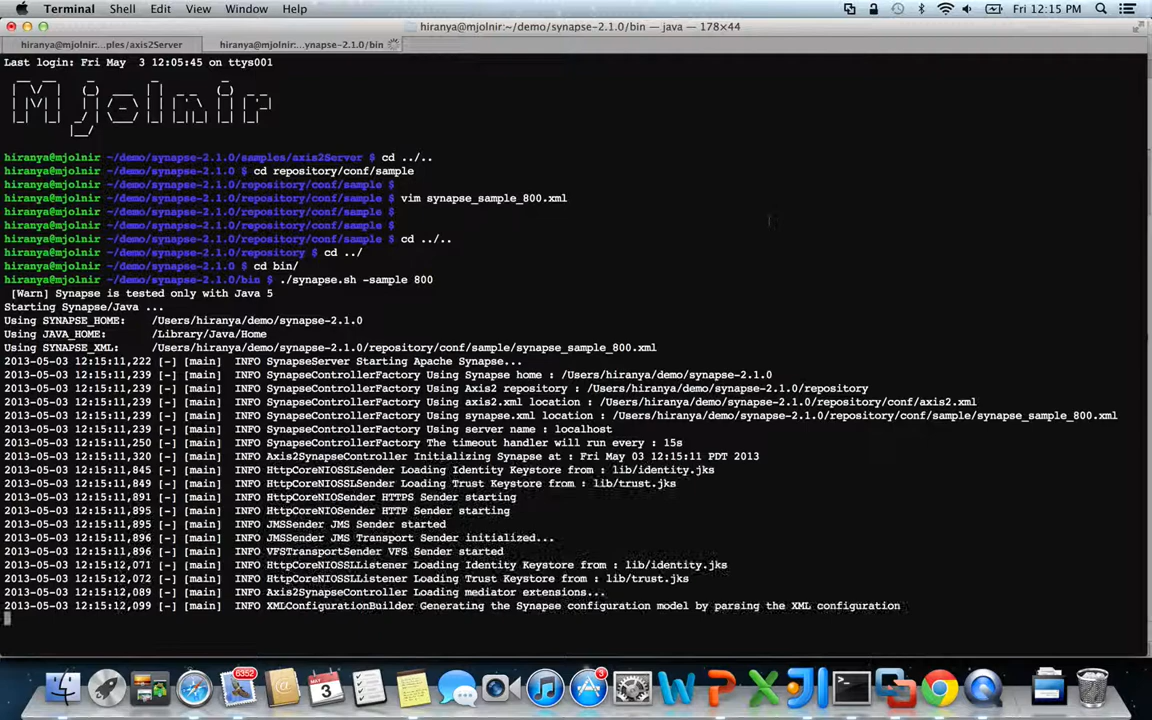 Terminal Shell Edit View Window Help Fri 12:15 PM
hiranya@mjolnir:~/demo/synapse-2.1.0/bin — java — 178×44
hiranya@mjolnir:...ples/axis2Server hiranya@mjolnir:...ynapse-2.1.0/bin
Last login: Fri May  3 12:05:45 on ttys001
Mjolnir
hiranya@mjolnir ~/demo/synapse-2.1.0/samples/axis2Server $ cd ../..
hiranya@mjolnir ~/demo/synapse-2.1.0 $ cd repository/conf/sample
hiranya@mjolnir ~/demo/synapse-2.1.0/repository/conf/sample $
hiranya@mjolnir ~/demo/synapse-2.1.0/repository/conf/sample $ vim synapse_sample_800.xml
hiranya@mjolnir ~/demo/synapse-2.1.0/repository/conf/sample $
hiranya@mjolnir ~/demo/synapse-2.1.0/repository/conf/sample $
hiranya@mjolnir ~/demo/synapse-2.1.0/repository/conf/sample $ cd ../..
hiranya@mjolnir ~/demo/synapse-2.1.0/repository $ cd ../
hiranya@mjolnir ~/demo/synapse-2.1.0 $ cd bin/
hiranya@mjolnir ~/demo/synapse-2.1.0/bin $ ./synapse.sh -sample 800
[Warn] Synapse is tested only with Java 5
Starting Synapse/Java ...
Using SYNAPSE_HOME:    /Users/hiranya/demo/synapse-2.1.0
Using JAVA_HOME:       /Library/Java/Home
Using SYNAPSE_XML:     /Users/hiranya/demo/synapse-2.1.0/repository/conf/sample/synapse_sample_800.xml
2013-05-03 12:15:11,222 [-] [main]  INFO SynapseServer Starting Apache Synapse...
2013-05-03 12:15:11,239 [-] [main]  INFO SynapseControllerFactory Using Synapse home : /Users/hiranya/demo/synapse-2.1.0
2013-05-03 12:15:11,239 [-] [main]  INFO SynapseControllerFactory Using Axis2 repository : /Users/hiranya/demo/synapse-2.1.0/repository
2013-05-03 12:15:11,239 [-] [main]  INFO SynapseControllerFactory Using axis2.xml location : /Users/hiranya/demo/synapse-2.1.0/repository/conf/axis2.xml
2013-05-03 12:15:11,239 [-] [main]  INFO SynapseControllerFactory Using synapse.xml location : /Users/hiranya/demo/synapse-2.1.0/repository/conf/sample/synapse_sample_800.xml
2013-05-03 12:15:11,239 [-] [main]  INFO SynapseControllerFactory Using server name : localhost
2013-05-03 12:15:11,250 [-] [main]  INFO SynapseControllerFactory The timeout handler will run every : 15s
2013-05-03 12:15:11,320 [-] [main]  INFO Axis2SynapseController Initializing Synapse at : Fri May 03 12:15:11 PDT 2013
2013-05-03 12:15:11,845 [-] [main]  INFO HttpCoreNIOSSLSender Loading Identity Keystore from : lib/identity.jks
2013-05-03 12:15:11,849 [-] [main]  INFO HttpCoreNIOSSLSender Loading Trust Keystore from : lib/trust.jks
2013-05-03 12:15:11,891 [-] [main]  INFO HttpCoreNIOSender HTTPS Sender starting
2013-05-03 12:15:11,895 [-] [main]  INFO HttpCoreNIOSender HTTP Sender starting
2013-05-03 12:15:11,895 [-] [main]  INFO JMSSender JMS Sender started
2013-05-03 12:15:11,896 [-] [main]  INFO JMSSender JMS Transport Sender initialized...
2013-05-03 12:15:11,896 [-] [main]  INFO VFSTransportSender VFS Sender started
2013-05-03 12:15:12,071 [-] [main]  INFO HttpCoreNIOSSLListener Loading Identity Keystore from : lib/identity.jks
2013-05-03 12:15:12,072 [-] [main]  INFO HttpCoreNIOSSLListener Loading Trust Keystore from : lib/trust.jks
2013-05-03 12:15:12,089 [-] [main]  INFO Axis2SynapseController Loading mediator extensions...
2013-05-03 12:15:12,099 [-] [main]  INFO XMLConfigurationBuilder Generating the Synapse configuration model by parsing the XML configuration
6352
MAY
3
3